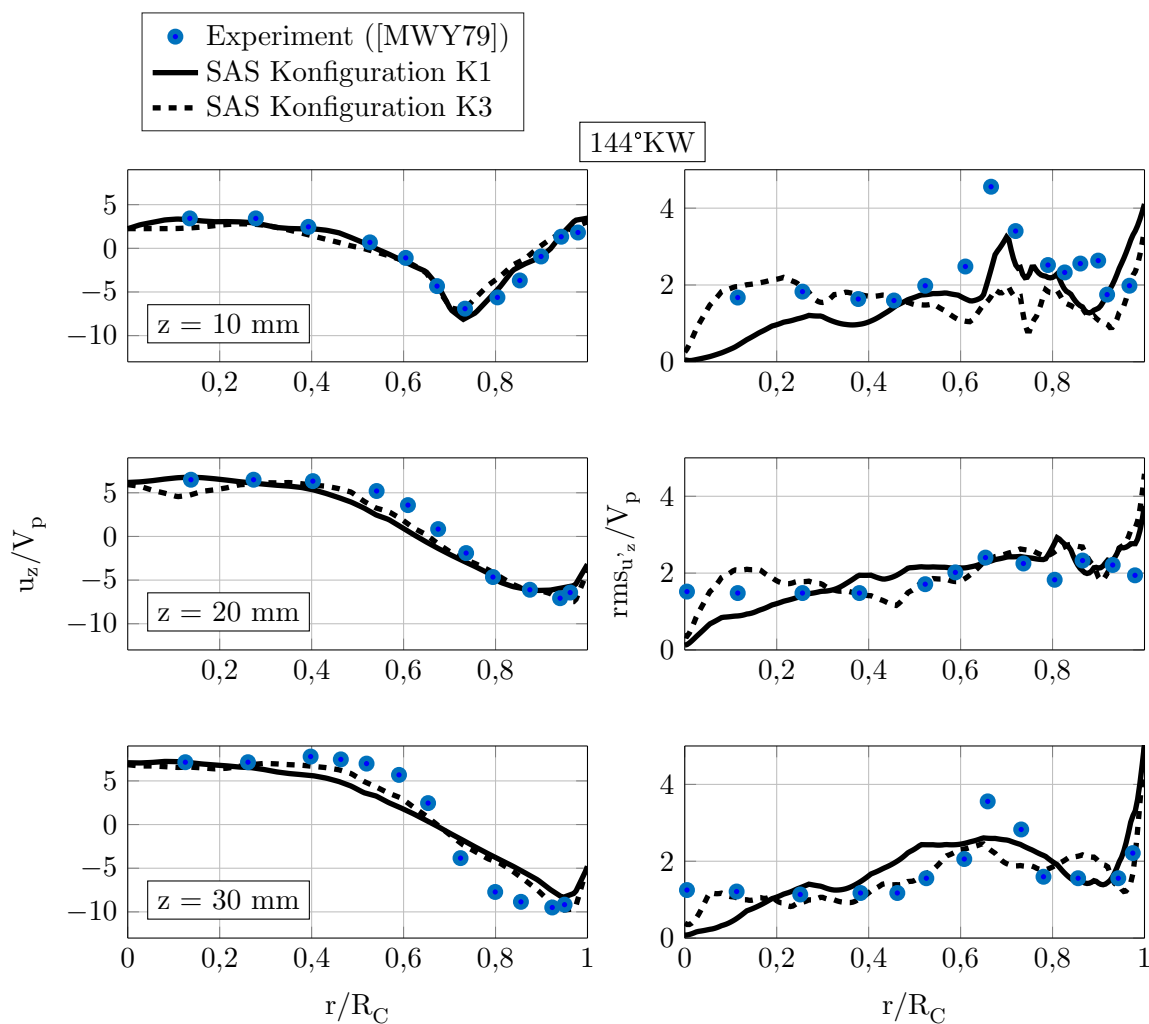 Experiment ([MWY79])
SAS Konfiguration K1
SAS Konfiguration K3
144°KW
5
0
−5
−10
z = 10 mm
0,2 0,4 0,6 0,8
4
2
0
0,2 0,4 0,6 0,8
u_z/V_p
5
0
−5
−10
z = 20 mm
0,2 0,4 0,6 0,8
rms_u'_z/V_p
4
2
0
0,2 0,4 0,6 0,8
5
0
−5
−10
z = 30 mm
0 0,2 0,4 0,6 0,8 1
r/R_C
4
2
0
0 0,2 0,4 0,6 0,8 1
r/R_C